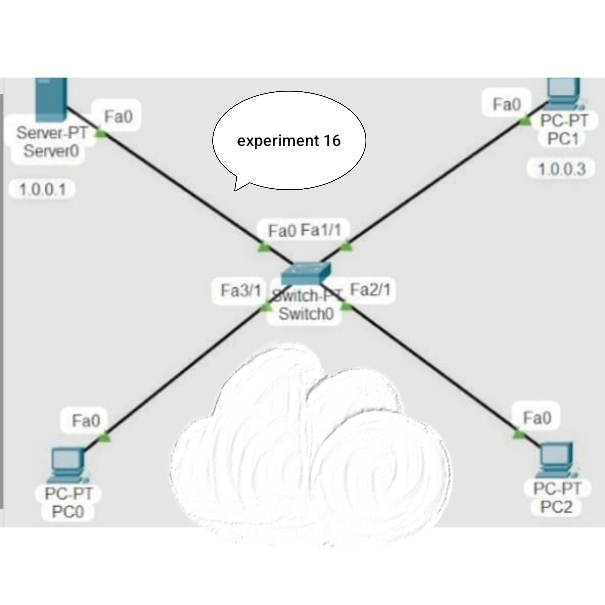 Fa0
Server-PT
Server0
1.0.0.1
experiment 16
Fa0
PC-PT
PC1
1.0.0.3
Fa0 Fa1/1
Fa3/1
Switch-PT
Switch0
Fa2/1
Fa0
PC-PT
PC0
Fa0
PC-PT
PC2